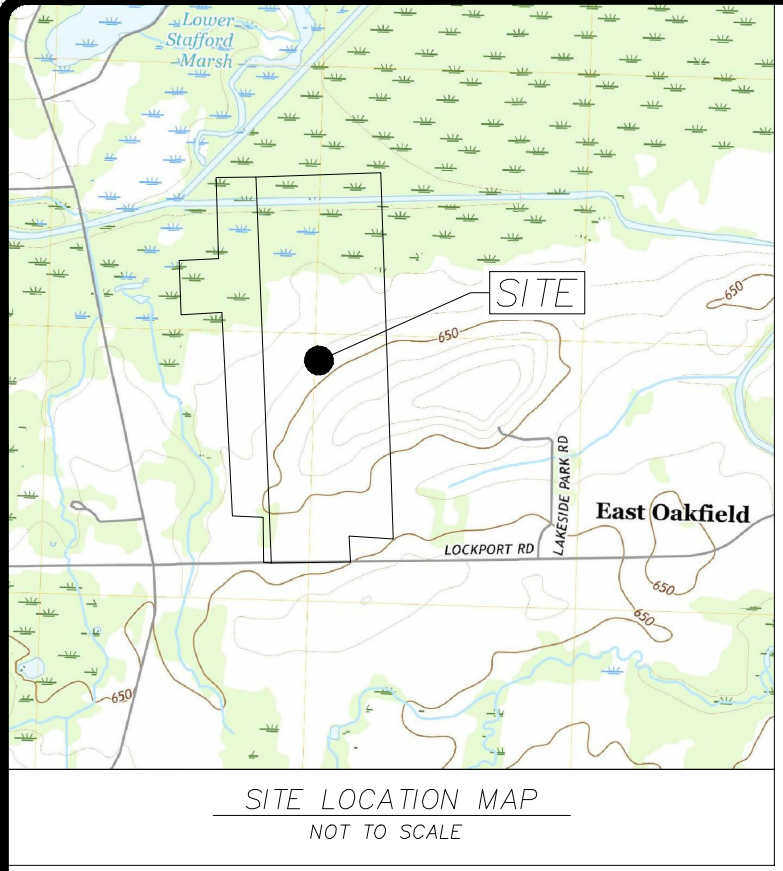 Lower
Stafford
Marsh
SITE
650
650
LAKESIDE PARK RD
East Oakfield
LOCKPORT RD
650
650
650
SITE LOCATION MAP
NOT TO SCALE